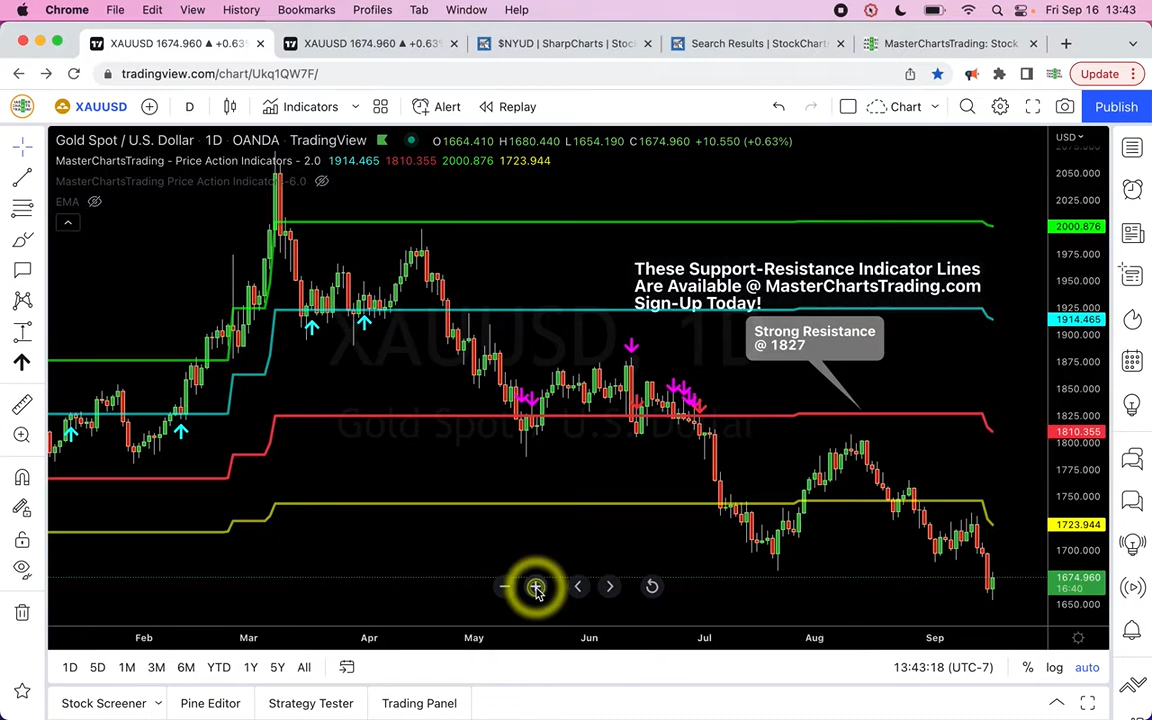 Chrome File Edit View History Bookmarks Profiles Tab Window Help Fri Sep 16 13:43
XAUUSD 1674.960 ▲ +0.63% XAUUSD 1674.960 ▲ +0.63% $NYUD | SharpCharts | Stoc Search Results | StockChart MasterChartsTrading: Stock
tradingview.com/chart/Ukq1QW7F/ Update
XAUUSD D Indicators Alert Replay Chart Publish
Gold Spot / U.S. Dollar · 1D · OANDA · TradingView O1664.410 H1680.440 L1654.190 C1674.960 +10.550 (+0.63%)
USD
MasterChartsTrading - Price Action Indicators - 2.0 1914.465 1810.355 2000.876 1723.944
MasterChartsTrading Price Action Indicators -6.0
EMA
2050.000
2025.000
2000.876
1975.000
1950.000
1925.000
1914.465
1900.000
1875.000
1850.000
1825.000
1810.355
1800.000
1775.000
1750.000
1723.944
1700.000
1674.960
16:40
1650.000
These Support-Resistance Indicator Lines
Are Available @ MasterChartsTrading.com
Sign-Up Today!
Strong Resistance
@ 1827
XAUUSD, 1D
Gold Spot / U.S. Dollar
Feb Mar Apr May Jun Jul Aug Sep
1D 5D 1M 3M 6M YTD 1Y 5Y All 13:43:18 (UTC-7) % log auto
Stock Screener Pine Editor Strategy Tester Trading Panel